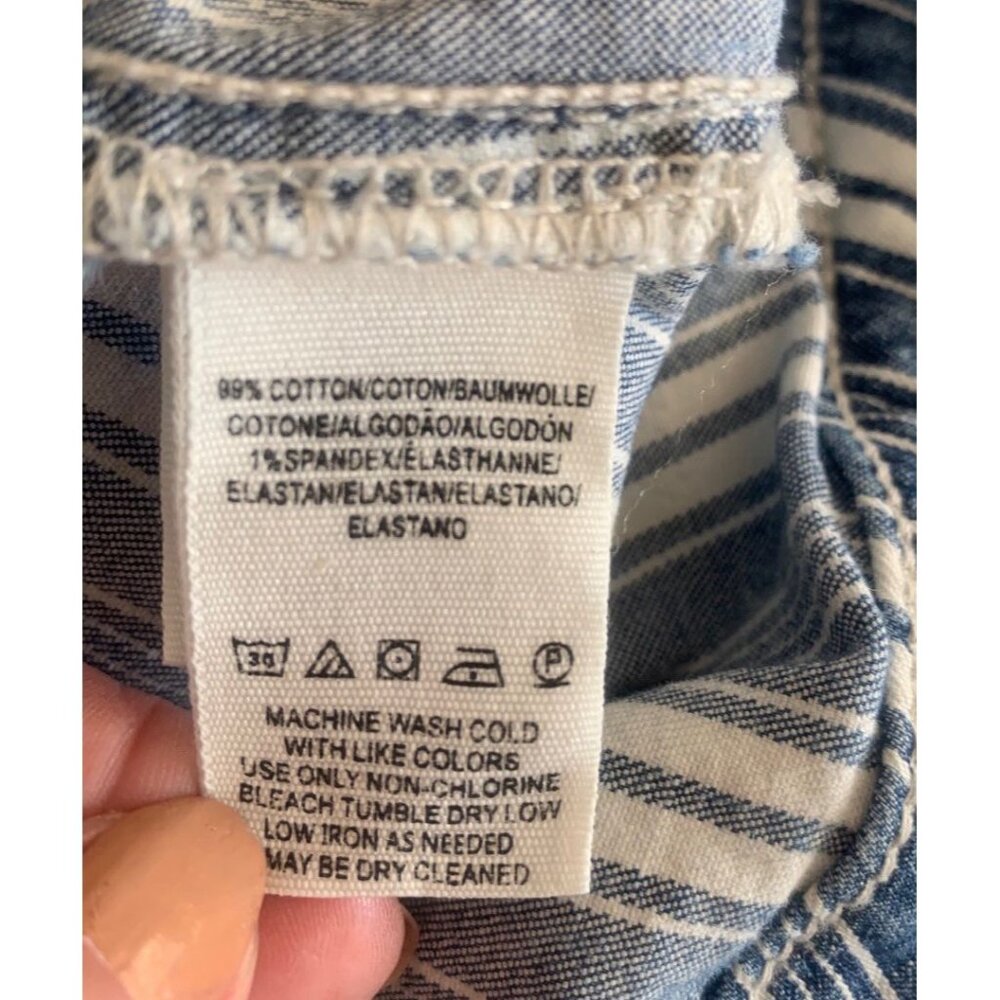 99% COTTON/COTON/BAUMWOLLE/
COTONE/ALGODÃO/ALGODÓN
1%SPANDEX/ÉLASTHANNE/
ELASTAN/ELASTAN/ELASTANO/
ELASTANO
30 P
MACHINE WASH COLD
WITH LIKE COLORS
USE ONLY NON-CHLORINE
BLEACH TUMBLE DRY LOW
LOW IRON AS NEEDED
MAY BE DRY CLEANED